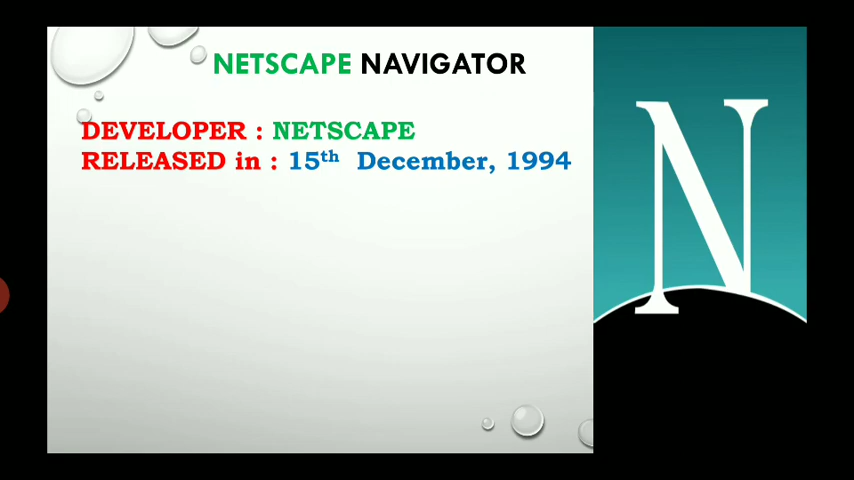 NETSCAPE NAVIGATOR
DEVELOPER : NETSCAPE
RELEASED in : 15th December, 1994
N